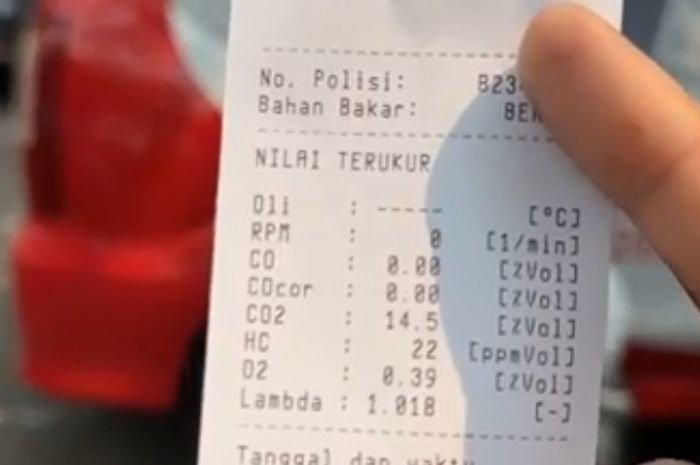 No. Polisi: B23
Bahan Bakar:
NILAI TERUKUR
Oli : ----- [°C]
RPM : 0 [1/min]
CO : 0.00 [%Vol]
COcor : 0.00 [%Vol]
CO2 : 14.5 [%Vol]
HC : 22 [ppmVol]
O2 : 0.39 [%Vol]
Lambda : 1.018 [-]
Tanggal dan waktu